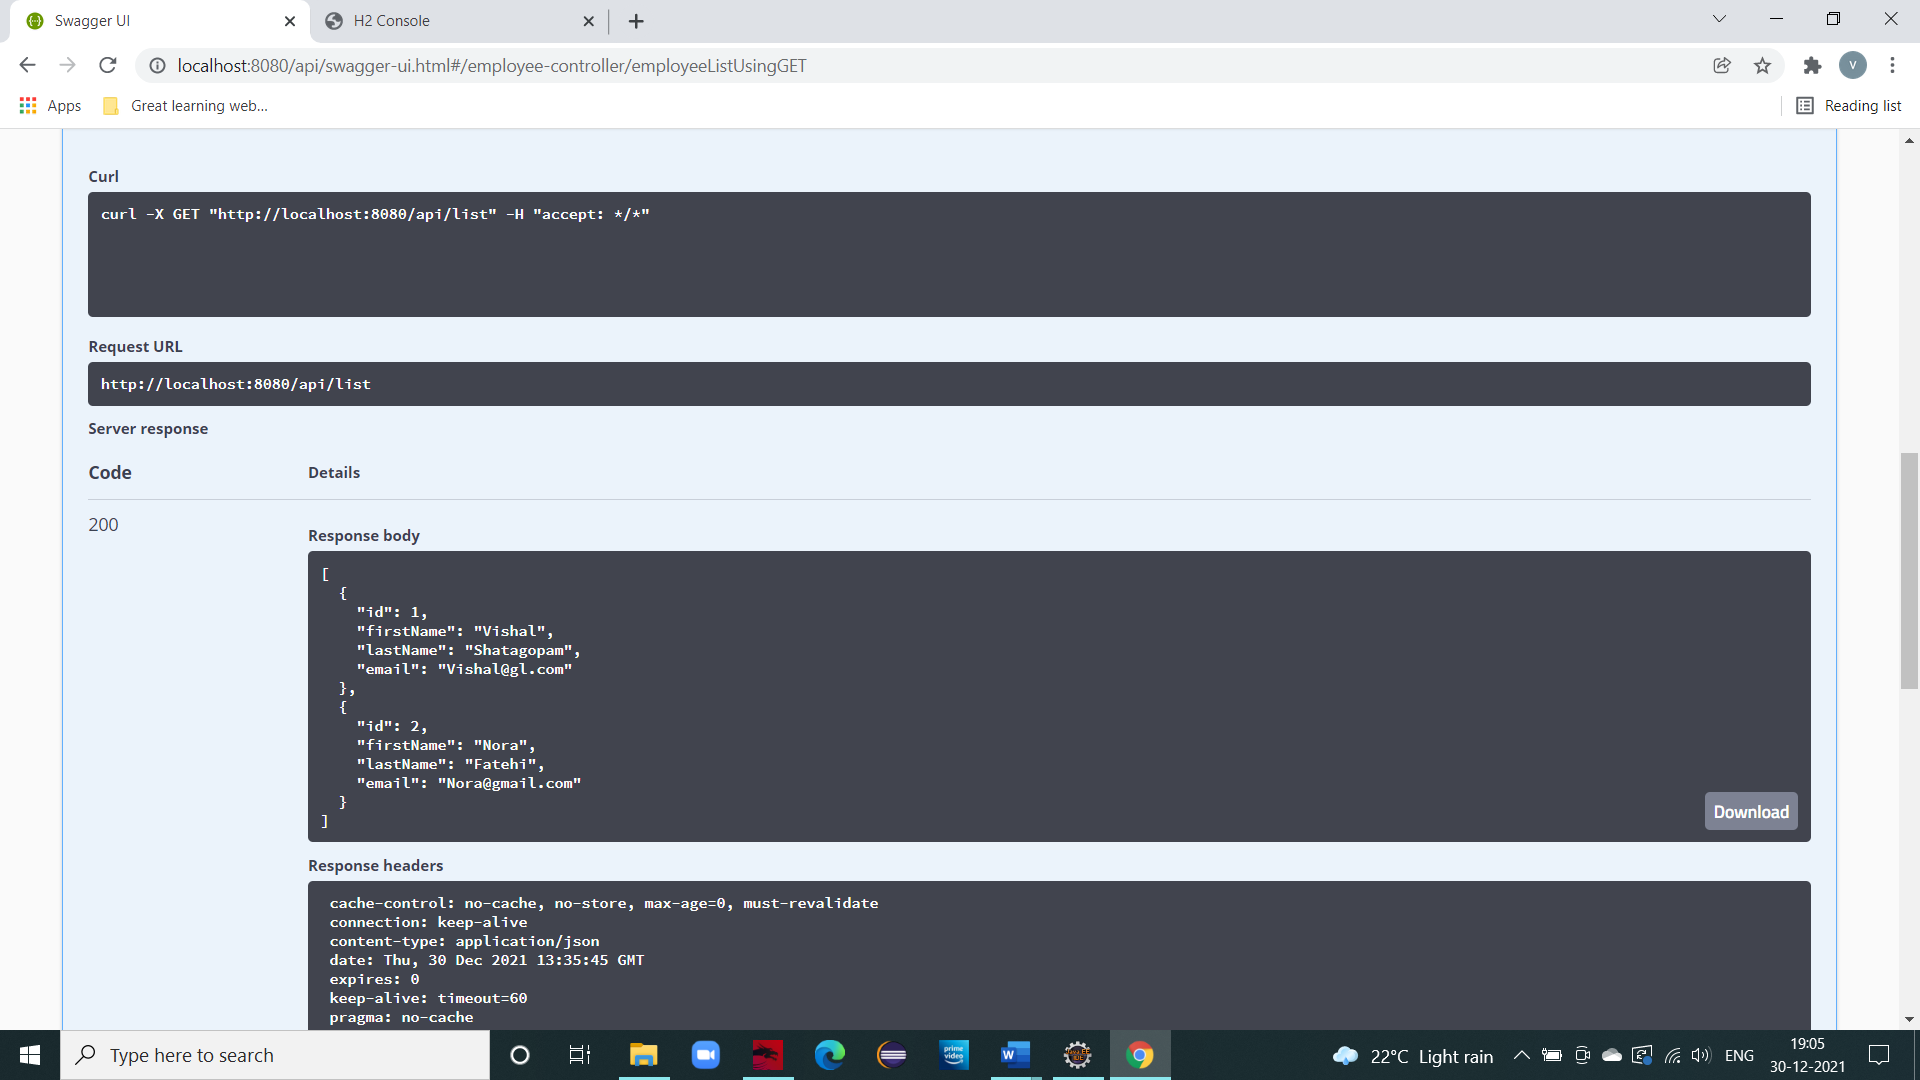 Swagger UI
H2 Console
localhost:8080/api/swagger-ui.html#/employee-controller/employeeListUsingGET
V
Apps
Great learning web...
Reading list
Curl
curl -X GET "http://localhost:8080/api/list" -H "accept: */*"
Request URL
http://localhost:8080/api/list
Server response
Code
Details
200
Response body
[
{
"id": 1,
"firstName": "Vishal",
"lastName": "Shatagopam",
"email": "Vishal@gl.com"
},
{
"id": 2,
"firstName": "Nora",
"lastName": "Fatehi",
"email": "Nora@gmail.com"
}
]
Download
Response headers
cache-control: no-cache, no-store, max-age=0, must-revalidate
connection: keep-alive
content-type: application/json
date: Thu, 30 Dec 2021 13:35:45 GMT
expires: 0
keep-alive: timeout=60
pragma: no-cache
Type here to search
prime
video
W
22°C Light rain
ENG
19:05
30-12-2021